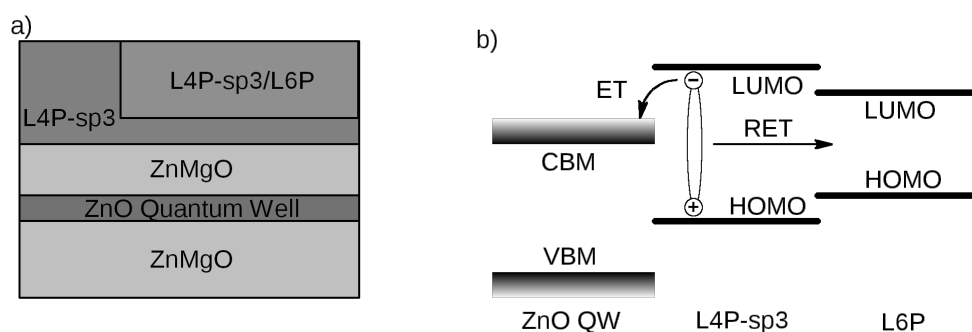 a)
L4P-sp3/L6P
L4P-sp3
ZnMgO
ZnO Quantum Well
ZnMgO
b)
ET
−
LUMO
LUMO
CBM
RET
HOMO
+
HOMO
VBM
ZnO QW
L4P-sp3
L6P